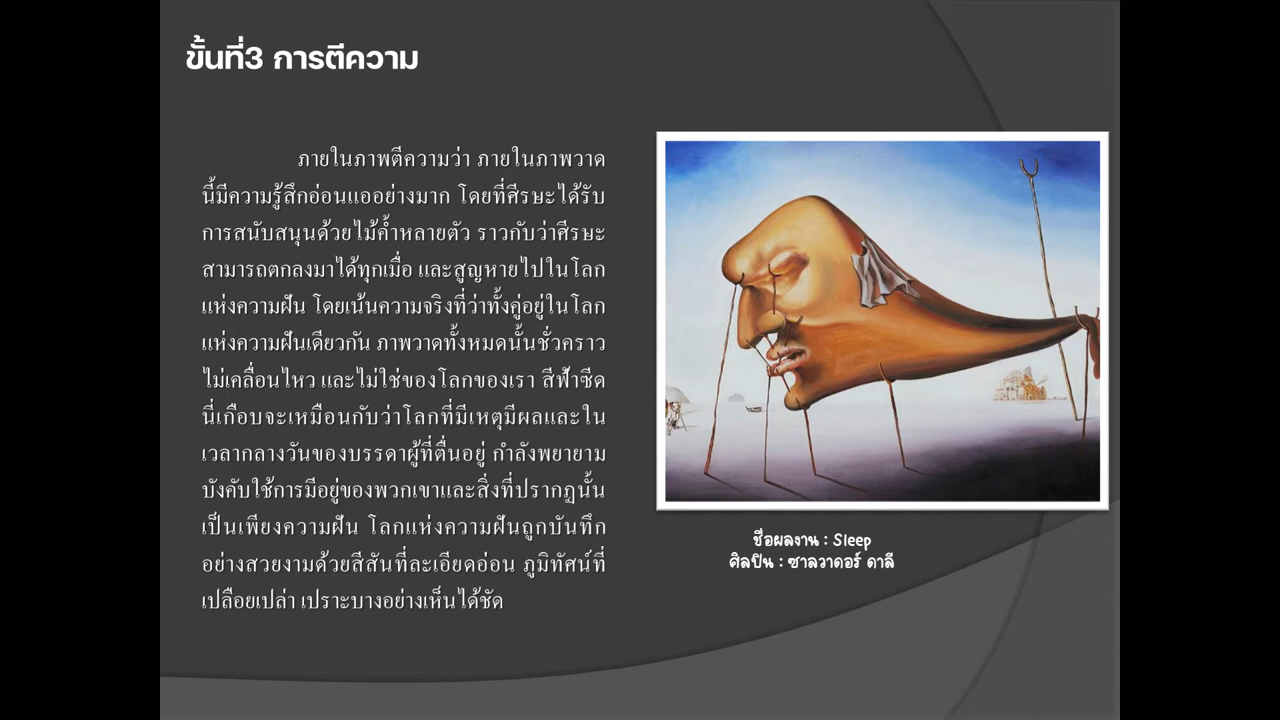 ขั้นที่3 การตีความ
ภายในภาพตีความว่า ภายในภาพวาด
นี้มีความรู้สึกอ่อนแออย่างมาก โดยที่ศีรษะได้รับ
การสนับสนุนด้วยไม้ค้ำหลายตัว ราวกับว่าศีรษะ
สามารถตกลงมาได้ทุกเมื่อ และสูญหายไปในโลก
แห่งความฝัน โดยเน้นความจริงที่ว่าทั้งคู่อยู่ในโลก
แห่งความฝันเดียวกัน ภาพวาดทั้งหมดนั้นชั่วคราว
ไม่เคลื่อนไหว และไม่ใช่ของโลกของเรา สีฟ้าซีด
นี่เกือบจะเหมือนกับว่าโลกที่มีเหตุมีผลและใน
เวลากลางวันของบรรดาผู้ที่ตื่นอยู่ กำลังพยายาม
บังคับใช้การมีอยู่ของพวกเขาและสิ่งที่ปรากฏนั้น
เป็นเพียงความฝัน โลกแห่งความฝันถูกบันทึก
อย่างสวยงามด้วยสีสันที่ละเอียดอ่อน ภูมิทัศน์ที่
เปลือยเปล่า เปราะบางอย่างเห็นได้ชัด
ชื่อผลงาน : Sleep
ศิลปิน : ซาลวาดอร์ ดาลี